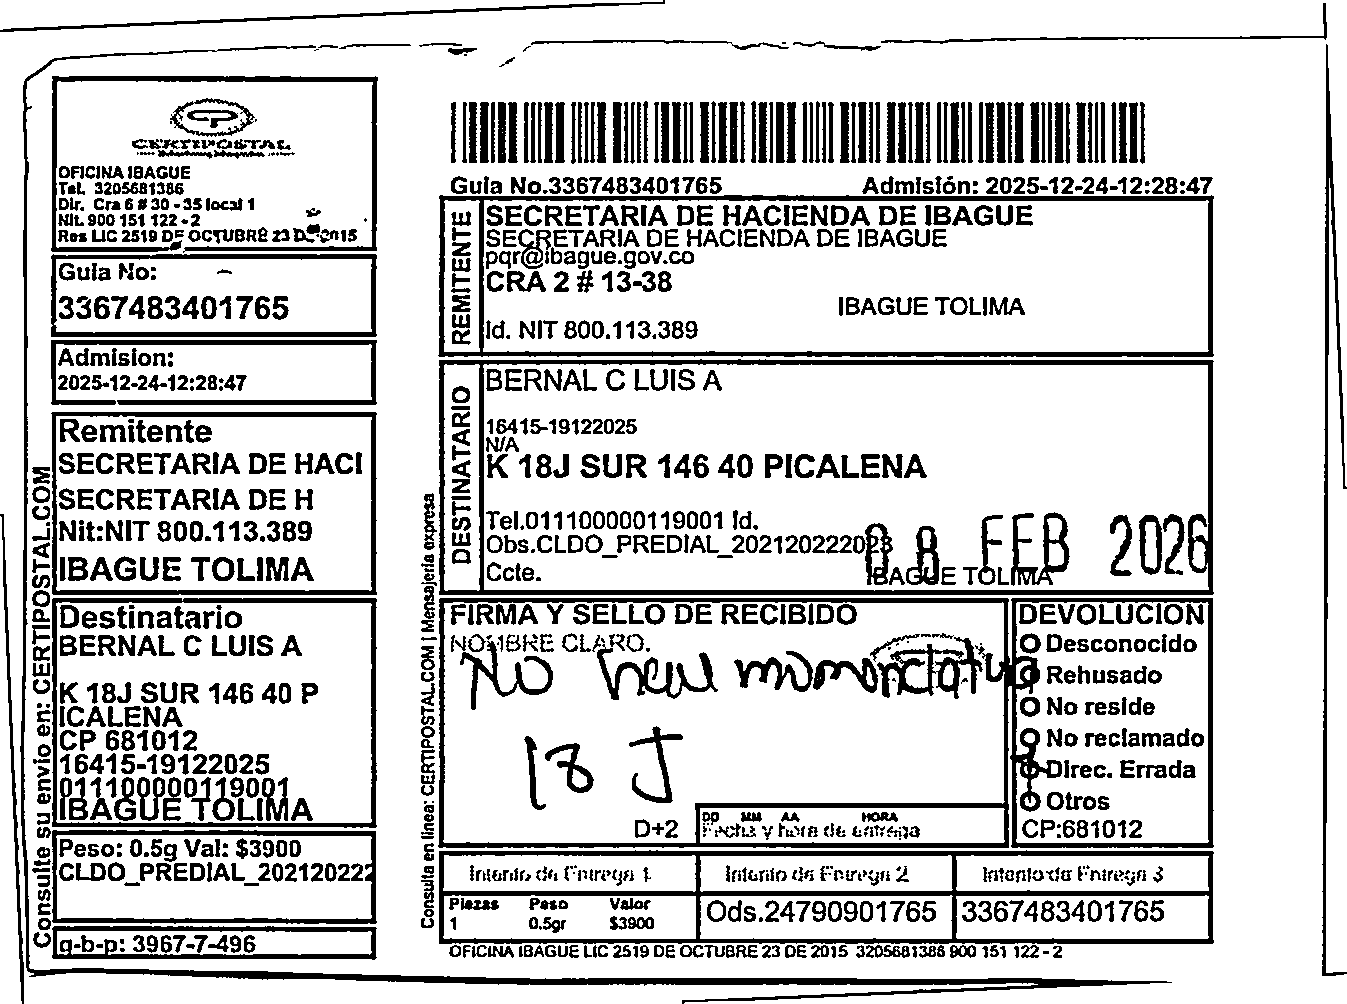 CERTIPOSTAL
OFICINA IBAGUE
Tel. 3205681386
Dir. Cra 6 # 30 - 35 local 1
Nit. 900 151 122 - 2
Res LIC 2519 DE OCTUBRE 23 DE 2015
Guia No:
3367483401765
Admision:
2025-12-24-12:28:47
Remitente
SECRETARIA DE HACI
SECRETARIA DE H
Nit:NIT 800.113.389
IBAGUE TOLIMA
Destinatario
BERNAL C LUIS A
K 18J SUR 146 40 P
ICALENA
CP 681012
16415-19122025
011100000119001
IBAGUE TOLIMA
Peso: 0.5g Val: $3900
CLDO_PREDIAL_202120222
g-b-p: 3967-7-496
Consulte su envio en: CERTIPOSTAL.COM
Guia No.3367483401765
Admisión: 2025-12-24-12:28:47
REMITENTE
SECRETARIA DE HACIENDA DE IBAGUE
SECRETARIA DE HACIENDA DE IBAGUE
pqr@ibague.gov.co
CRA 2 # 13-38
IBAGUE TOLIMA
Id. NIT 800.113.389
DESTINATARIO
BERNAL C LUIS A
16415-19122025
N/A
K 18J SUR 146 40 PICALENA
Tel.011100000119001 Id.
Obs.CLDO_PREDIAL_202120222023
08 FEB 2026
Ccte.
IBAGUE TOLIMA
Consulta en linea: CERTIPOSTAL.COM | Mensajeria expresa
FIRMA Y SELLO DE RECIBIDO
NOMBRE CLARO.
No
18 J
D+2
DD MM AA HORA
Fecha y hora de entrega
DEVOLUCION
Desconocido
Rehusado
No reside
No reclamado
Direc. Errada
Otros
CP:681012
Intento de Entrega 1
Intento de Entrega 2
Intento de Entrega 3
Piezas Peso Valor
1 0.5gr $3900
Ods.24790901765
3367483401765
OFICINA IBAGUE LIC 2519 DE OCTUBRE 23 DE 2015 3205681386 900 151 122 - 2